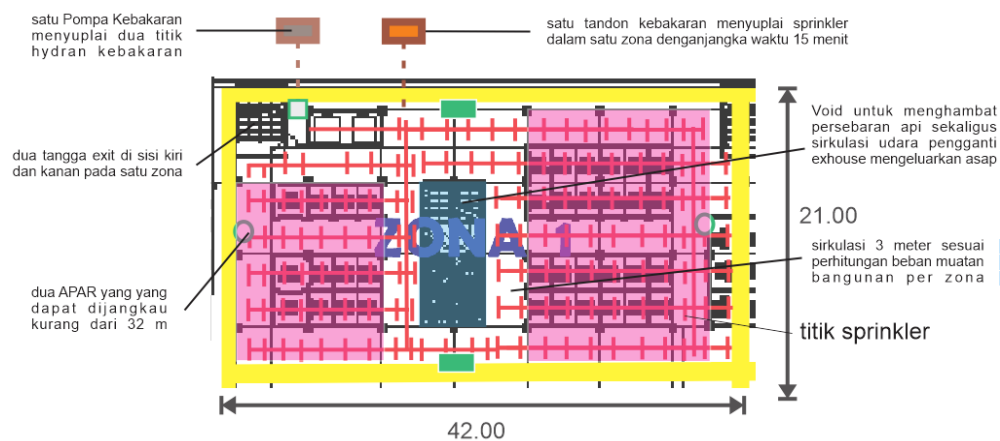 satu Pompa Kebakaran
menyuplai dua titik
hydran kebakaran
satu tandon kebakaran menyuplai sprinkler
dalam satu zona denganjangka waktu 15 menit
Void untuk menghambat
persebaran api sekaligus
sirkulasi udara pengganti
exhouse mengeluarkan asap
dua tangga exit di sisi kiri
dan kanan pada satu zona
ZONA 1
21.00
sirkulasi 3 meter sesuai
perhitungan beban muatan
bangunan per zona
dua APAR yang yang
dapat dijangkau
kurang dari 32 m
titik sprinkler
42.00